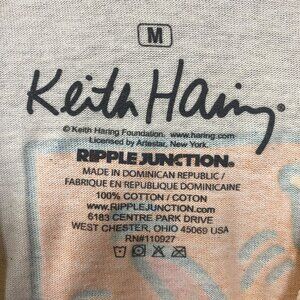 M
Keith Haring®
© Keith Haring Foundation. www.haring.com
Licensed by Artestar, New York.
RIPPLE JUNCTION®
MADE IN DOMINICAN REPUBLIC /
FABRIQUE EN REPUBLIQUE DOMINICAINE
100% COTTON / COTON
www.RIPPLEJUNCTION.com
6183 CENTRE PARK DRIVE
WEST CHESTER, OHIO 45069 USA
RN#110927